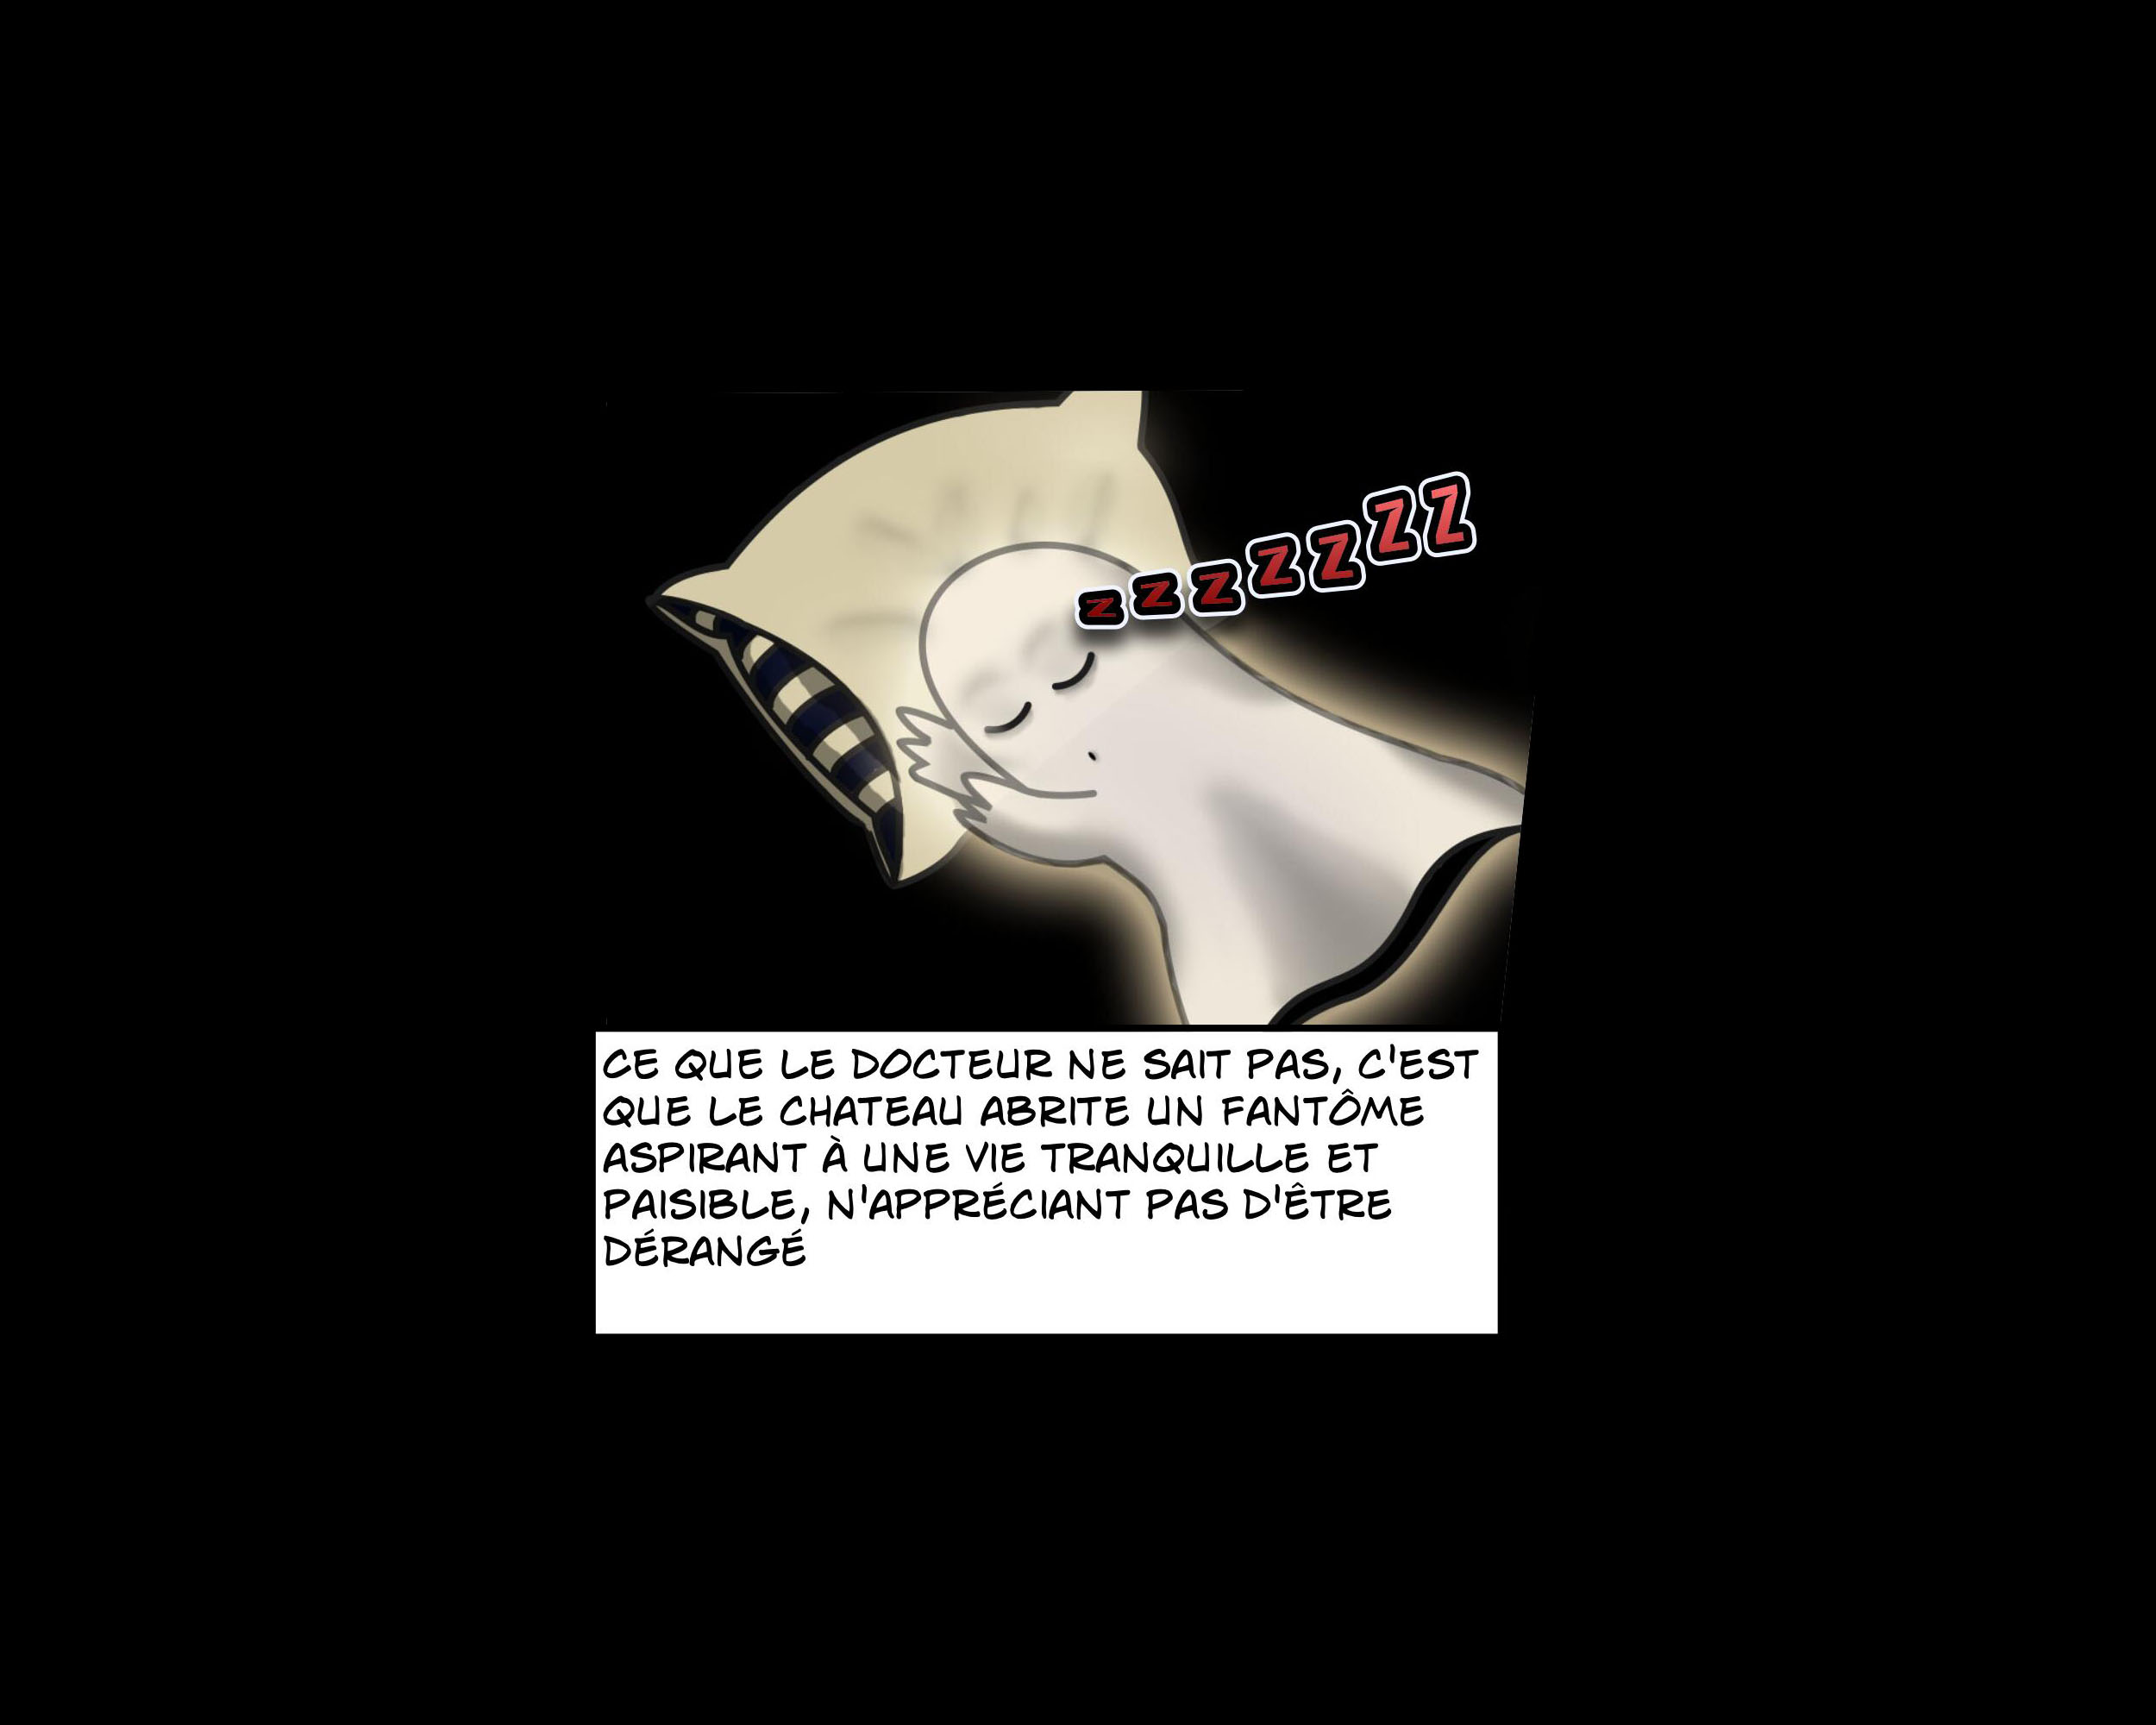 zzzzzzz
CE QUE LE DOCTEUR NE SAIT PAS, C'EST
QUE LE CHATEAU ABRITE UN FANTÔME
ASPIRANT À UNE VIE TRANQUILLE ET
PAISIBLE, N'APPRÉCIANT PAS D'ÊTRE
DÉRANGÉ